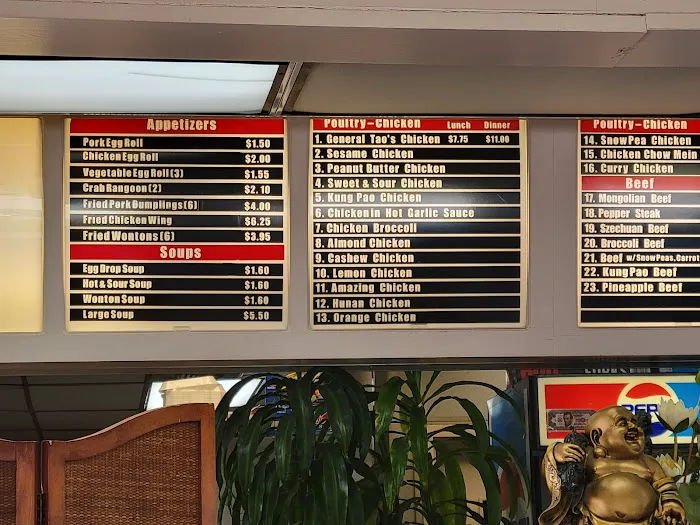 Appetizers
Pork Egg Roll $1.50
Chicken Egg Roll $2.00
Vegetable Egg Roll (3) $1.55
Crab Rangoon (2) $2.10
Fried Pork Dumplings (6) $4.00
Fried Chicken Wing $6.25
Fried Wontons (6) $3.95
Soups
Egg Drop Soup $1.60
Hot & Sour Soup $1.60
Wonton Soup $1.60
Large Soup $5.50
Poultry-Chicken Lunch Dinner
1. General Tao's Chicken $7.75 $11.00
2. Sesame Chicken
3. Peanut Butter Chicken
4. Sweet & Sour Chicken
5. Kung Pao Chicken
6. Chicken in Hot Garlic Sauce
7. Chicken Broccoli
8. Almond Chicken
9. Cashew Chicken
10. Lemon Chicken
11. Amazing Chicken
12. Hunan Chicken
13. Orange Chicken
Poultry-Chicken
14. Snow Pea Chicken
15. Chicken Chow Mein
16. Curry Chicken
Beef
17. Mongolian Beef
18. Pepper Steak
19. Szechuan Beef
20. Broccoli Beef
21. Beef w/Snow Peas, Carrot
22. Kung Pao Beef
23. Pineapple Beef